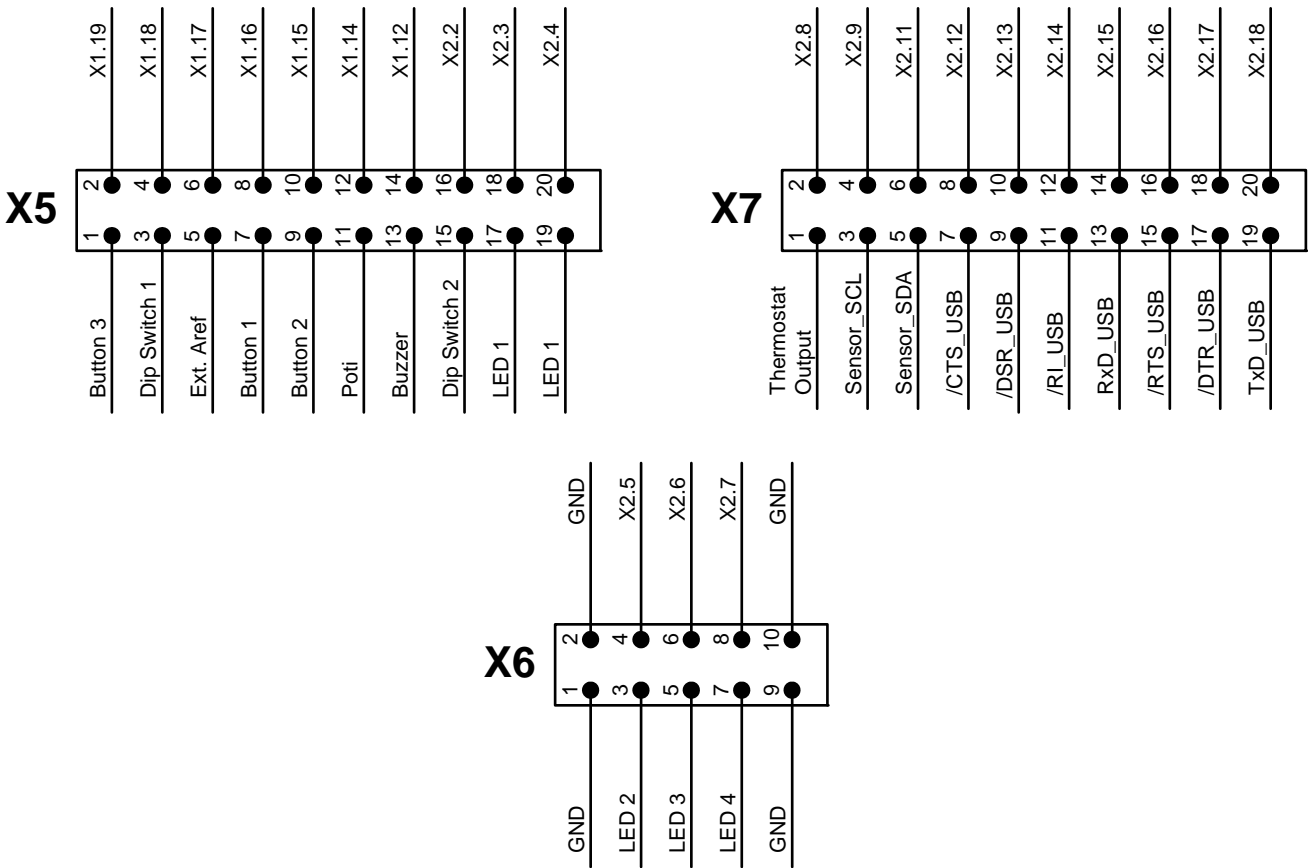 X1.19
X1.18
X1.17
X1.16
X1.15
X1.14
X1.12
X2.2
X2.3
X2.4
X5
2
4
6
8
10
12
14
16
18
20
1
3
5
7
9
11
13
15
17
19
Button 3
Dip Switch 1
Ext. Aref
Button 1
Button 2
Poti
Buzzer
Dip Switch 2
LED 1
LED 1
X2.8
X2.9
X2.11
X2.12
X2.13
X2.14
X2.15
X2.16
X2.17
X2.18
X7
2
4
6
8
10
12
14
16
18
20
1
3
5
7
9
11
13
15
17
19
Thermostat
Output
Sensor_SCL
Sensor_SDA
/CTS_USB
/DSR_USB
/RI_USB
RxD_USB
/RTS_USB
/DTR_USB
TxD_USB
GND
X2.5
X2.6
X2.7
GND
X6
2
4
6
8
10
1
3
5
7
9
GND
LED 2
LED 3
LED 4
GND